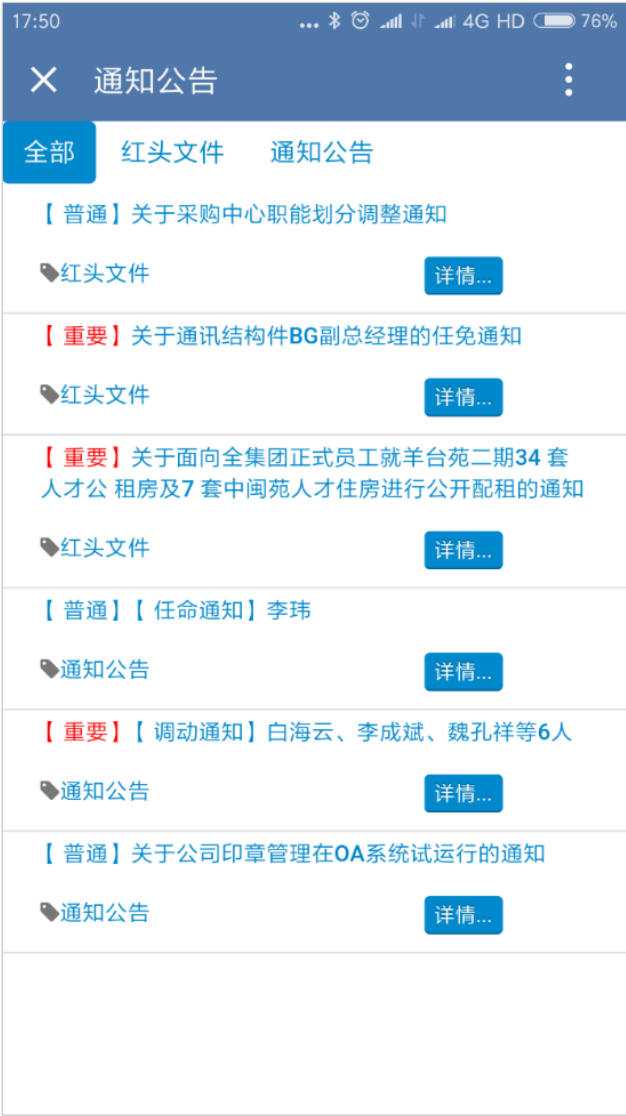 17:50 ... 4G HD 76%
通知公告
全部 红头文件 通知公告
【 普通】关于采购中心职能划分调整通知
红头文件 详情...
【 重要】关于通讯结构件BG副总经理的任免通知
红头文件 详情...
【 重要】关于面向全集团正式员工就羊台苑二期34 套
人才公 租房及7 套中闽苑人才住房进行公开配租的通知
红头文件 详情...
【 普通】【 任命通知】李玮
通知公告 详情...
【 重要】【 调动通知】白海云、李成斌、魏孔祥等6人
通知公告 详情...
【 普通】关于公司印章管理在OA系统试运行的通知
通知公告 详情...